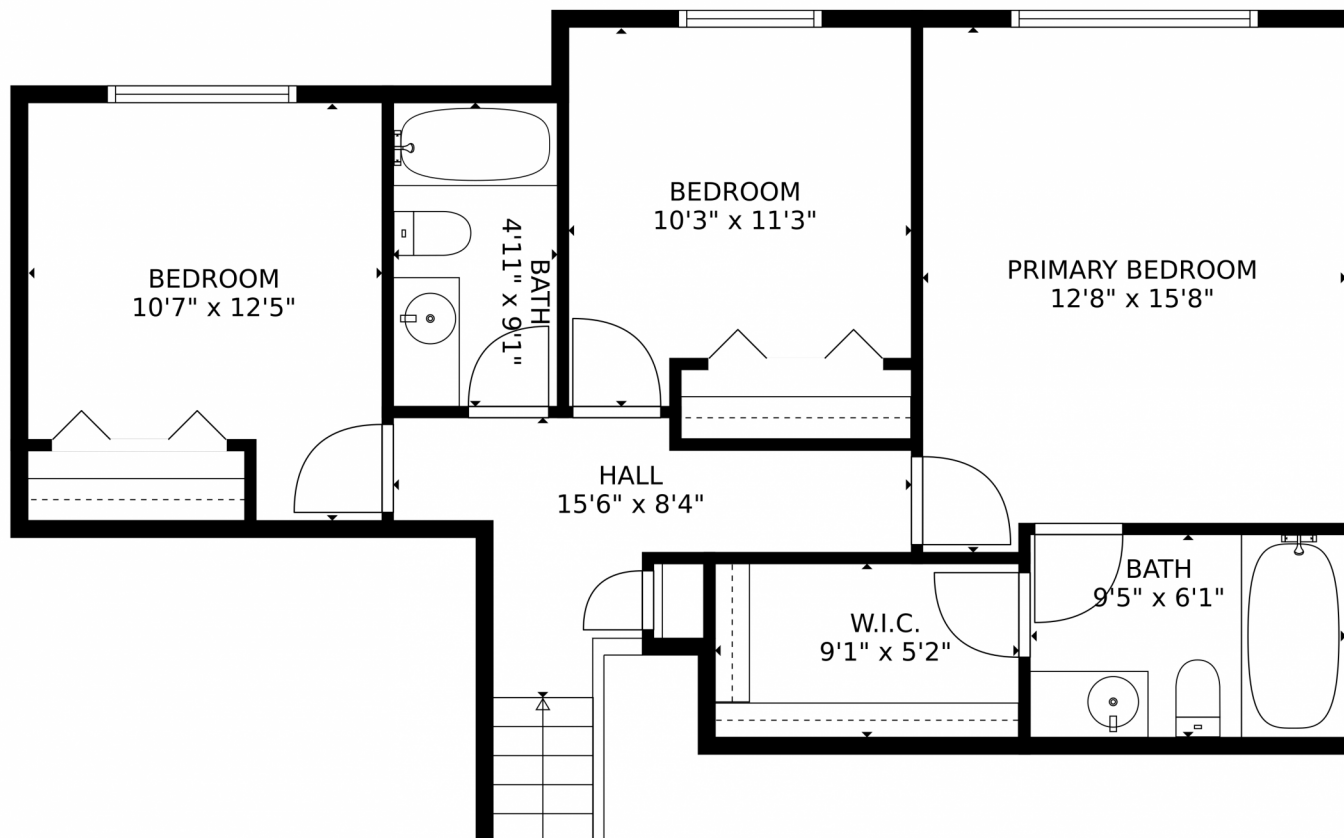 BEDROOM
10'7" x 12'5"
BATH
4'11" x 9'1"
BEDROOM
10'3" x 11'3"
PRIMARY BEDROOM
12'8" x 15'8"
HALL
15'6" x 8'4"
W.I.C.
9'1" x 5'2"
BATH
9'5" x 6'1"